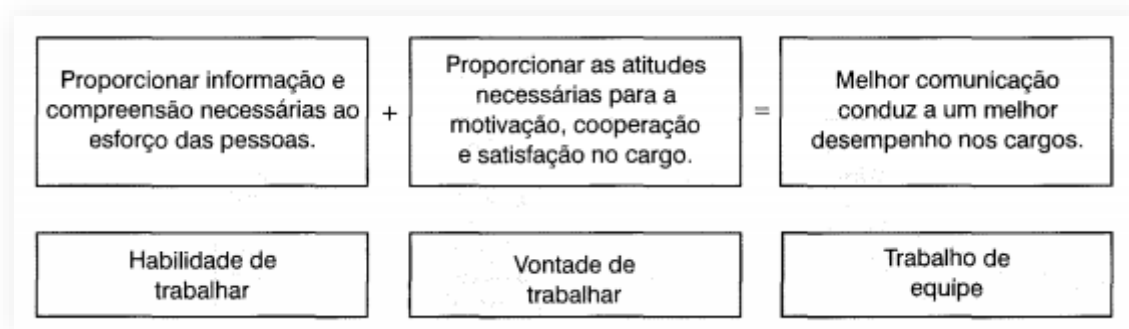 Proporcionar informação e
compreensão necessárias ao
esforço das pessoas.
+
Proporcionar as atitudes
necessárias para a
motivação, cooperação
e satisfação no cargo.
=
Melhor comunicação
conduz a um melhor
desempenho nos cargos.
Habilidade de
trabalhar
Vontade de
trabalhar
Trabalho de
equipe